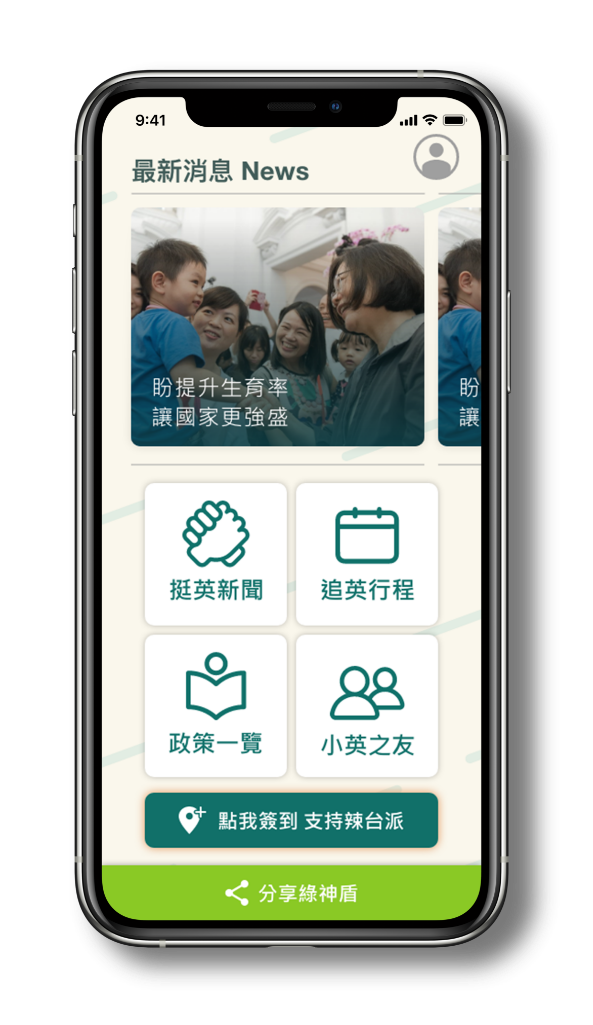 9:41
最新消息 News
盼提升生育率
讓國家更強盛
盼
讓
挺英新聞
追英行程
政策一覽
小英之友
點我簽到 支持辣台派
分享綠神盾